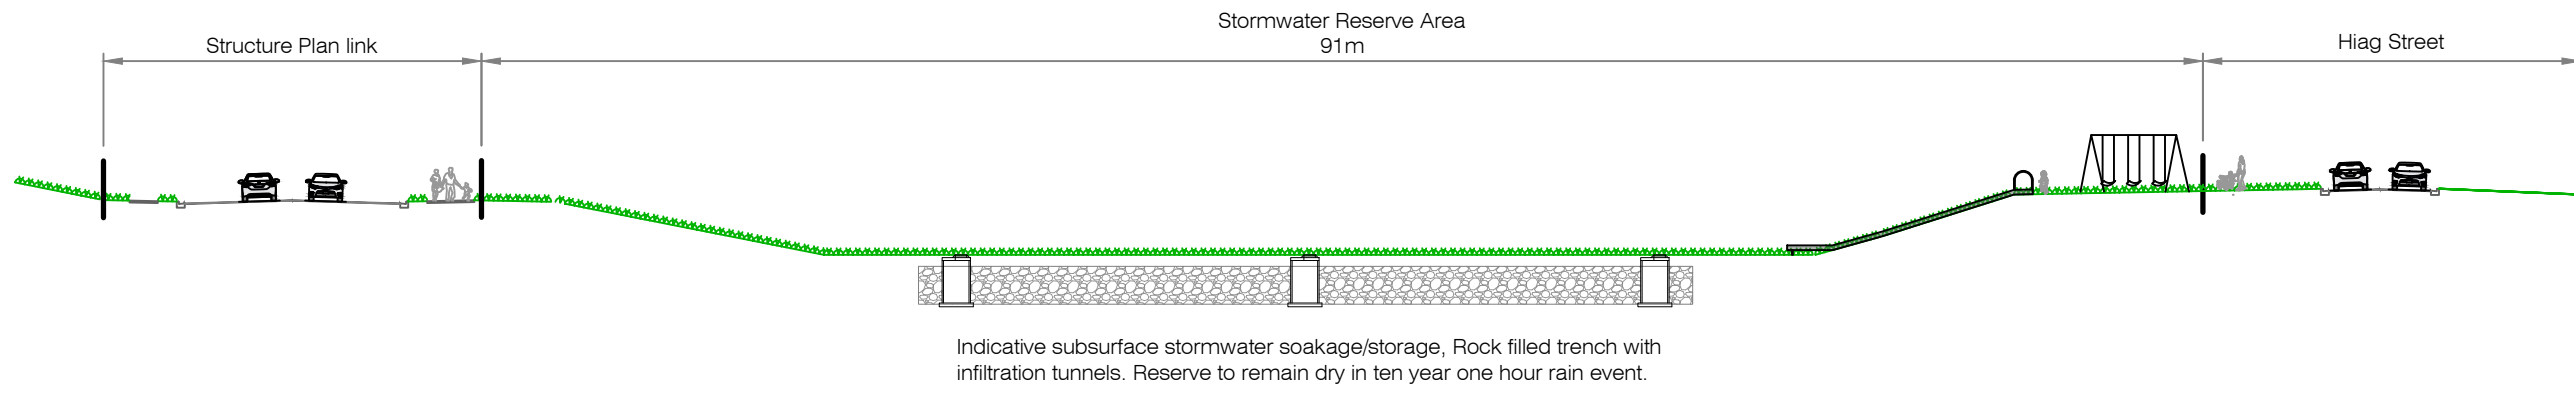 Stormwater Reserve Area
91m
Structure Plan link
Hiag Street
Indicative subsurface stormwater soakage/storage, Rock filled trench with
infiltration tunnels. Reserve to remain dry in ten year one hour rain event.